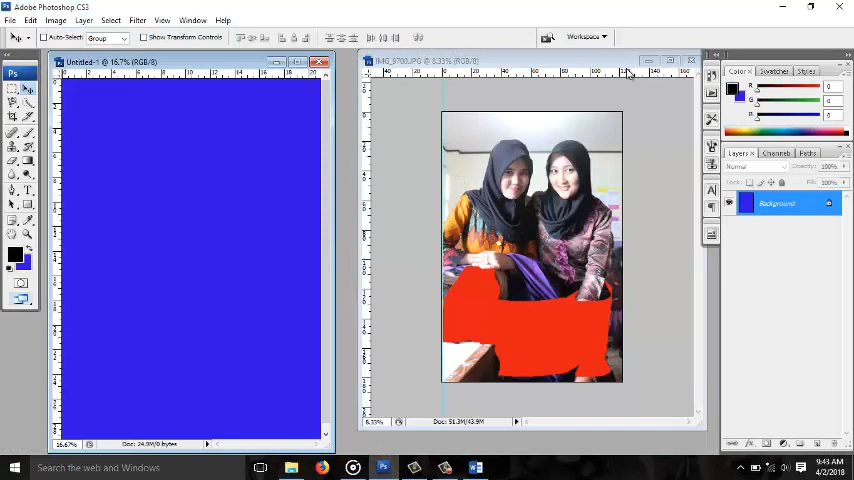 Adobe Photoshop CS3
File Edit Image Layer Select Filter View Window Help
Auto-Select: Group Show Transform Controls Workspace
Untitled-1 @ 16.7% (RGB/8)
IMG_9700JPG @ 8.33% (RGB/8)
Ps
Color Swatches Styles
R 0
G 0
B 0
Layers Channels Paths
Normal Opacity: 100%
Lock: Fill: 100%
Background
16.67% Doc: 24.9M/0 bytes
8.33% Doc: 51.3M/43.9M
Search the web and Windows
9:43 AM
4/2/2018